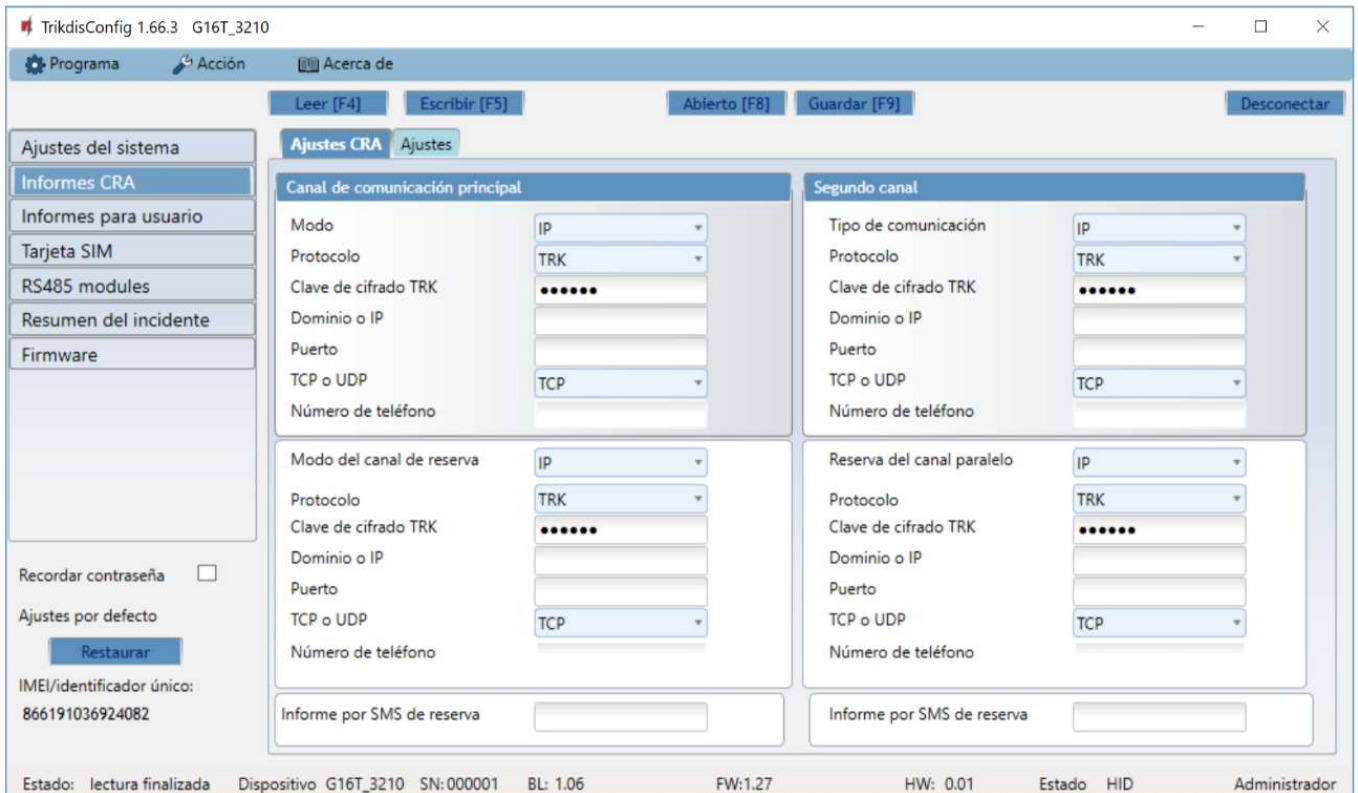 TrikdisConfig 1.66.3 G16T_3210
Programa Acción Acerca de
Leer [F4] Escribir [F5] Abierto [F8] Guardar [F9] Desconectar
Ajustes del sistema
Informes CRA
Informes para usuario
Tarjeta SIM
RS485 modules
Resumen del incidente
Firmware
Recordar contraseña
Ajustes por defecto
Restaurar
IMEI/identificador único:
866191036924082
Ajustes CRA Ajustes
Canal de comunicación principal
Modo IP
Protocolo TRK
Clave de cifrado TRK ●●●●●●
Dominio o IP
Puerto
TCP o UDP TCP
Número de teléfono
Modo del canal de reserva IP
Protocolo TRK
Clave de cifrado TRK ●●●●●●
Dominio o IP
Puerto
TCP o UDP TCP
Número de teléfono
Informe por SMS de reserva
Segundo canal
Tipo de comunicación IP
Protocolo TRK
Clave de cifrado TRK ●●●●●●
Dominio o IP
Puerto
TCP o UDP TCP
Número de teléfono
Reserva del canal paralelo IP
Protocolo TRK
Clave de cifrado TRK ●●●●●●
Dominio o IP
Puerto
TCP o UDP TCP
Número de teléfono
Informe por SMS de reserva
Estado: lectura finalizada Dispositivo G16T_3210 SN:000001 BL: 1.06 FW:1.27 HW: 0.01 Estado HID Administrador